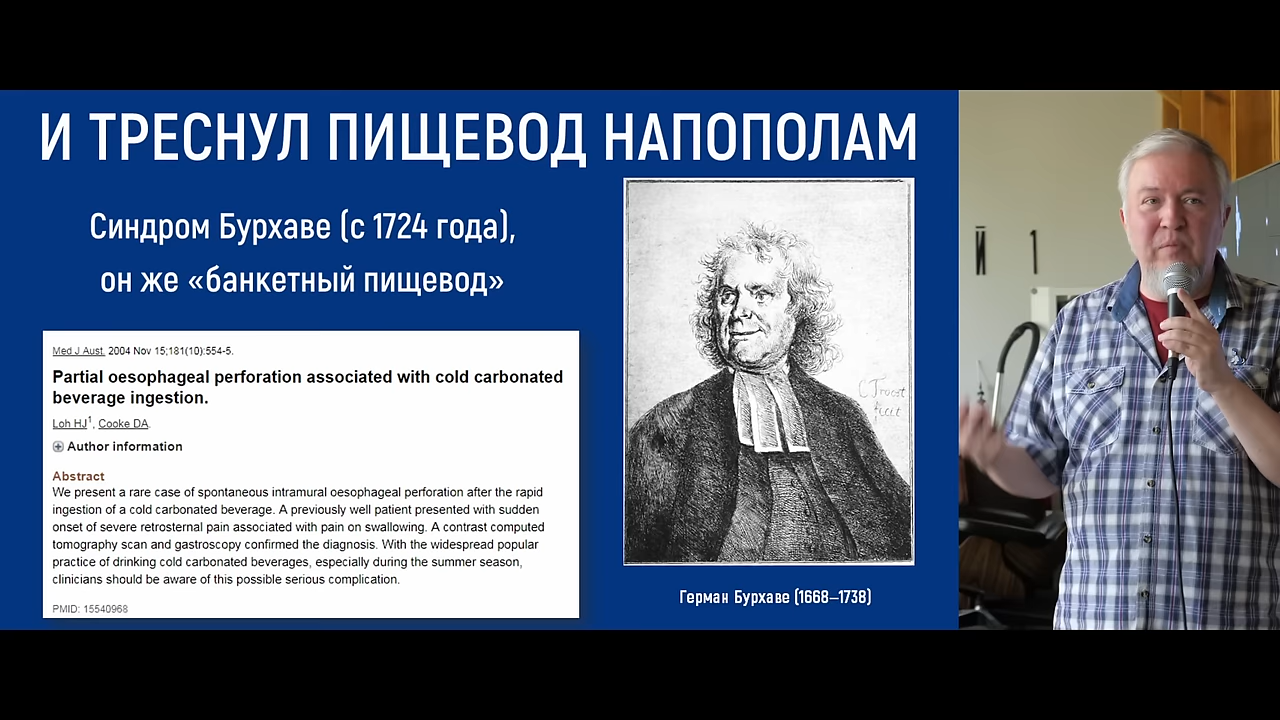 И ТРЕСНУЛ ПИЩЕВОД НАПОПОЛАМ
Синдром Бурхаве (с 1724 года),
он же «банкетный пищевод»
Med J Aust. 2004 Nov 15;181(10):554-5.
Partial oesophageal perforation associated with cold carbonated
beverage ingestion.
Loh HJ1, Cooke DA.
Author information
Abstract
We present a rare case of spontaneous intramural oesophageal perforation after the rapid
ingestion of a cold carbonated beverage. A previously well patient presented with sudden
onset of severe retrosternal pain associated with pain on swallowing. A contrast computed
tomography scan and gastroscopy confirmed the diagnosis. With the widespread popular
practice of drinking cold carbonated beverages, especially during the summer season,
clinicians should be aware of this possible serious complication.
PMID: 15540968
C Troost
fecit
Герман Бурхаве (1668–1738)
Й 1